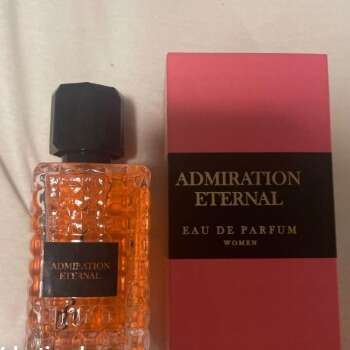 ADMIRATION
ETERNAL
ADMIRATION
ETERNAL
EAU DE PARFUM
WOMEN